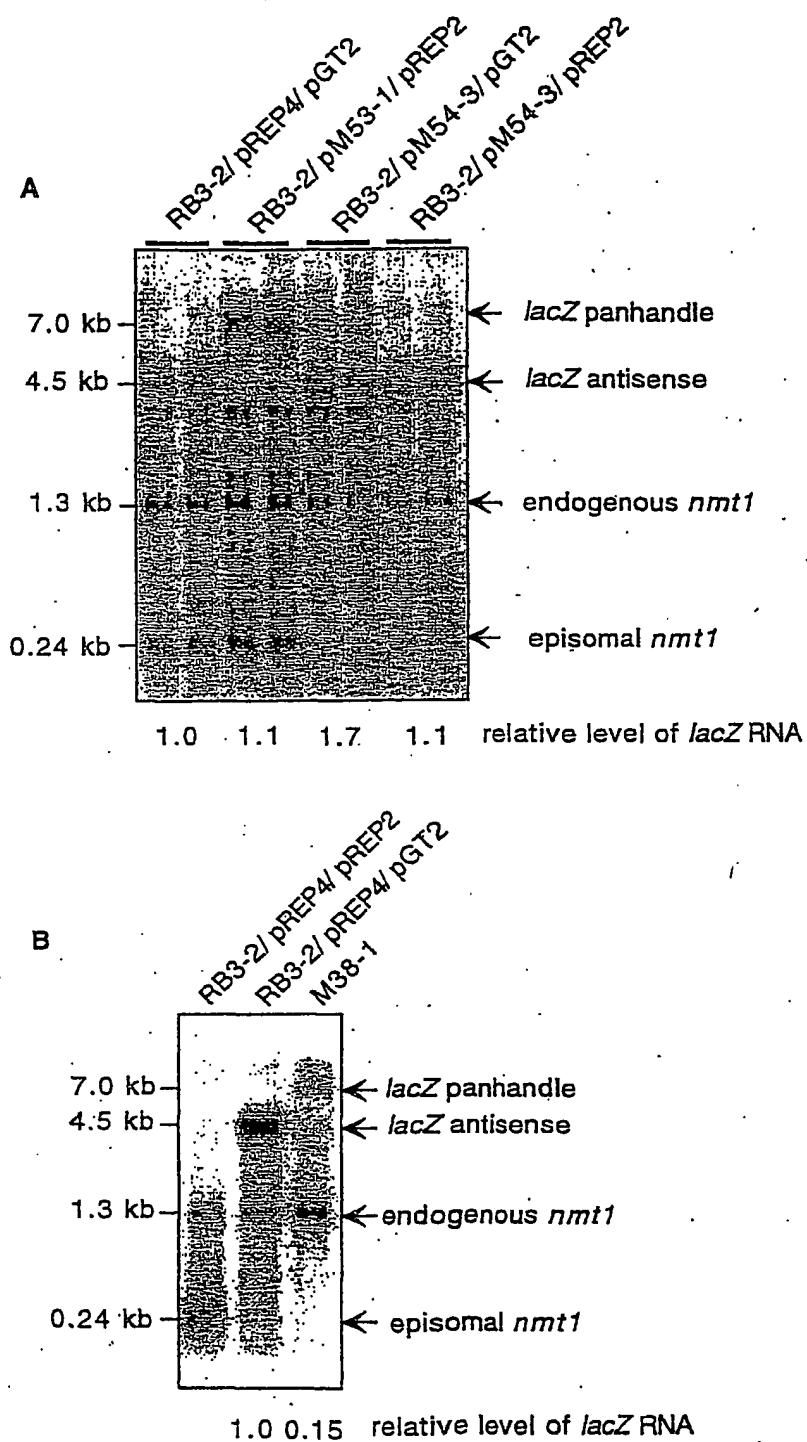 A
RB3-2/ pREP4/ pGT2
RB3-2/ pM53-1/ pREP2
RB3-2/ pM54-3/ pGT2
RB3-2/ pM54-3/ pREP2
7.0 kb
4.5 kb
1.3 kb
0.24 kb
lacZ panhandle
lacZ antisense
endogenous nmt1
episomal nmt1
1.0 1.1 1.7 1.1 relative level of lacZ RNA
B
RB3-2/ pREP4/ pREP2
RB3-2/ pREP4/ pGT2
M38-1
7.0 kb
4.5 kb
1.3 kb
0.24 kb
lacZ panhandle
lacZ antisense
endogenous nmt1
episomal nmt1
1.0 0.15 relative level of lacZ RNA